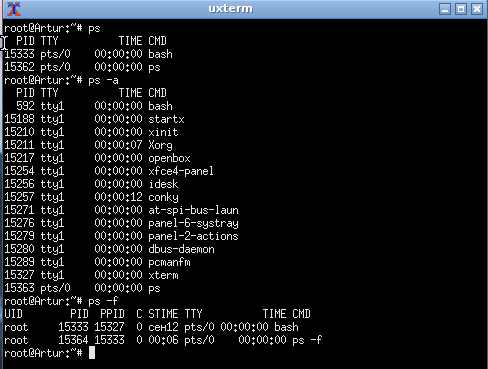 uxterm
root@Artur:~# ps
  PID TTY          TIME CMD
15333 pts/0    00:00:00 bash
15362 pts/0    00:00:00 ps
root@Artur:~# ps -a
  PID TTY          TIME CMD
  592 tty1     00:00:00 bash
15188 tty1     00:00:00 startx
15210 tty1     00:00:00 xinit
15211 tty1     00:00:07 Xorg
15217 tty1     00:00:00 openbox
15254 tty1     00:00:00 xfce4-panel
15256 tty1     00:00:00 idesk
15257 tty1     00:00:12 conky
15271 tty1     00:00:00 at-spi-bus-laun
15276 tty1     00:00:00 panel-6-systray
15279 tty1     00:00:00 panel-2-actions
15280 tty1     00:00:00 dbus-daemon
15289 tty1     00:00:00 pcmanfm
15327 tty1     00:00:00 xterm
15363 pts/0    00:00:00 ps
root@Artur:~# ps -f
UID        PID  PPID  C STIME TTY          TIME CMD
root     15333 15327  0 сен12 pts/0 00:00:00 bash
root     15364 15333  0 00:06 pts/0    00:00:00 ps -f
root@Artur:~#